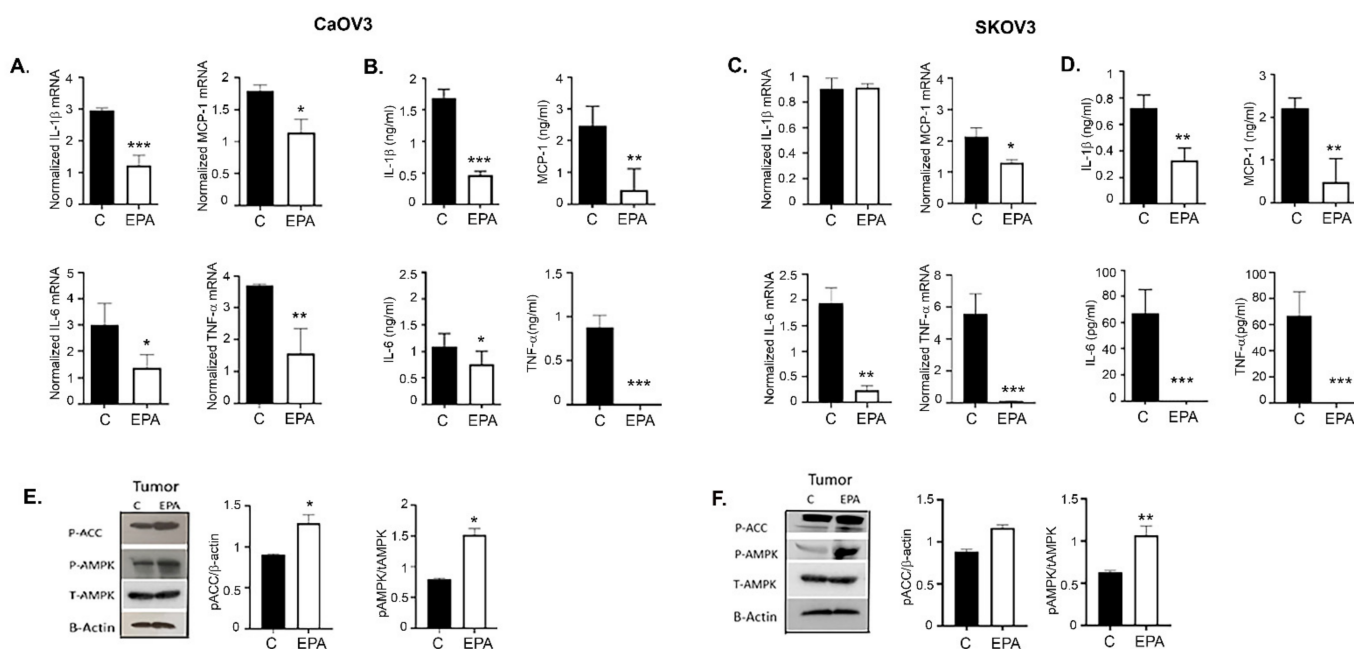 CaOV3
SKOV3
A.
Normalized IL-1β mRNA
4
3
2
1
0
***
C EPA
Normalized MCP-1 mRNA
2
1.5
1
0.5
0
*
C EPA
B.
IL-1β (ng/ml)
2
1.5
1
0.5
0
***
C EPA
MCP-1 (ng/ml)
4
3
2
1
0
**
C EPA
C.
Normalized IL-1β mRNA
1
0.8
0.6
0.4
0.2
0
C EPA
Normalized MCP-1 mRNA
4
3
2
1
0
*
C EPA
D.
IL-1β (ng/ml)
1
0.8
0.6
0.4
0.2
0
**
C EPA
MCP-1 (ng/ml)
3
2
1
0
**
C EPA
Normalized IL-6 mRNA
5
4
3
2
1
0
*
C EPA
Normalized TNF-α mRNA
4
3
2
1
0
**
C EPA
IL-6 (ng/ml)
2.5
2
1.5
1
0.5
0
*
C EPA
TNF-α(ng/ml)
1
0.5
0
***
C EPA
Normalized IL-6 mRNA
2.5
2
1.5
1
0.5
0
**
C EPA
Normalized TNF-α mRNA
8
6
4
2
0
***
C EPA
IL-6 (pg/ml)
100
80
60
40
20
0
***
C EPA
TNF-α(pg/ml)
100
80
60
40
20
0
***
C EPA
E.
Tumor
C EPA
P-ACC
P-AMPK
T-AMPK
B-Actin
pACC/β-actin
1.5
1
0.5
0
*
C EPA
pAMPK/tAMPK
2
1.5
1
0.5
0
*
C EPA
F.
Tumor
C EPA
P-ACC
P-AMPK
T-AMPK
B-Actin
pACC/β-actin
1.5
1
0.5
0
C EPA
pAMPK/tAMPK
1.5
1
0.5
0
**
C EPA